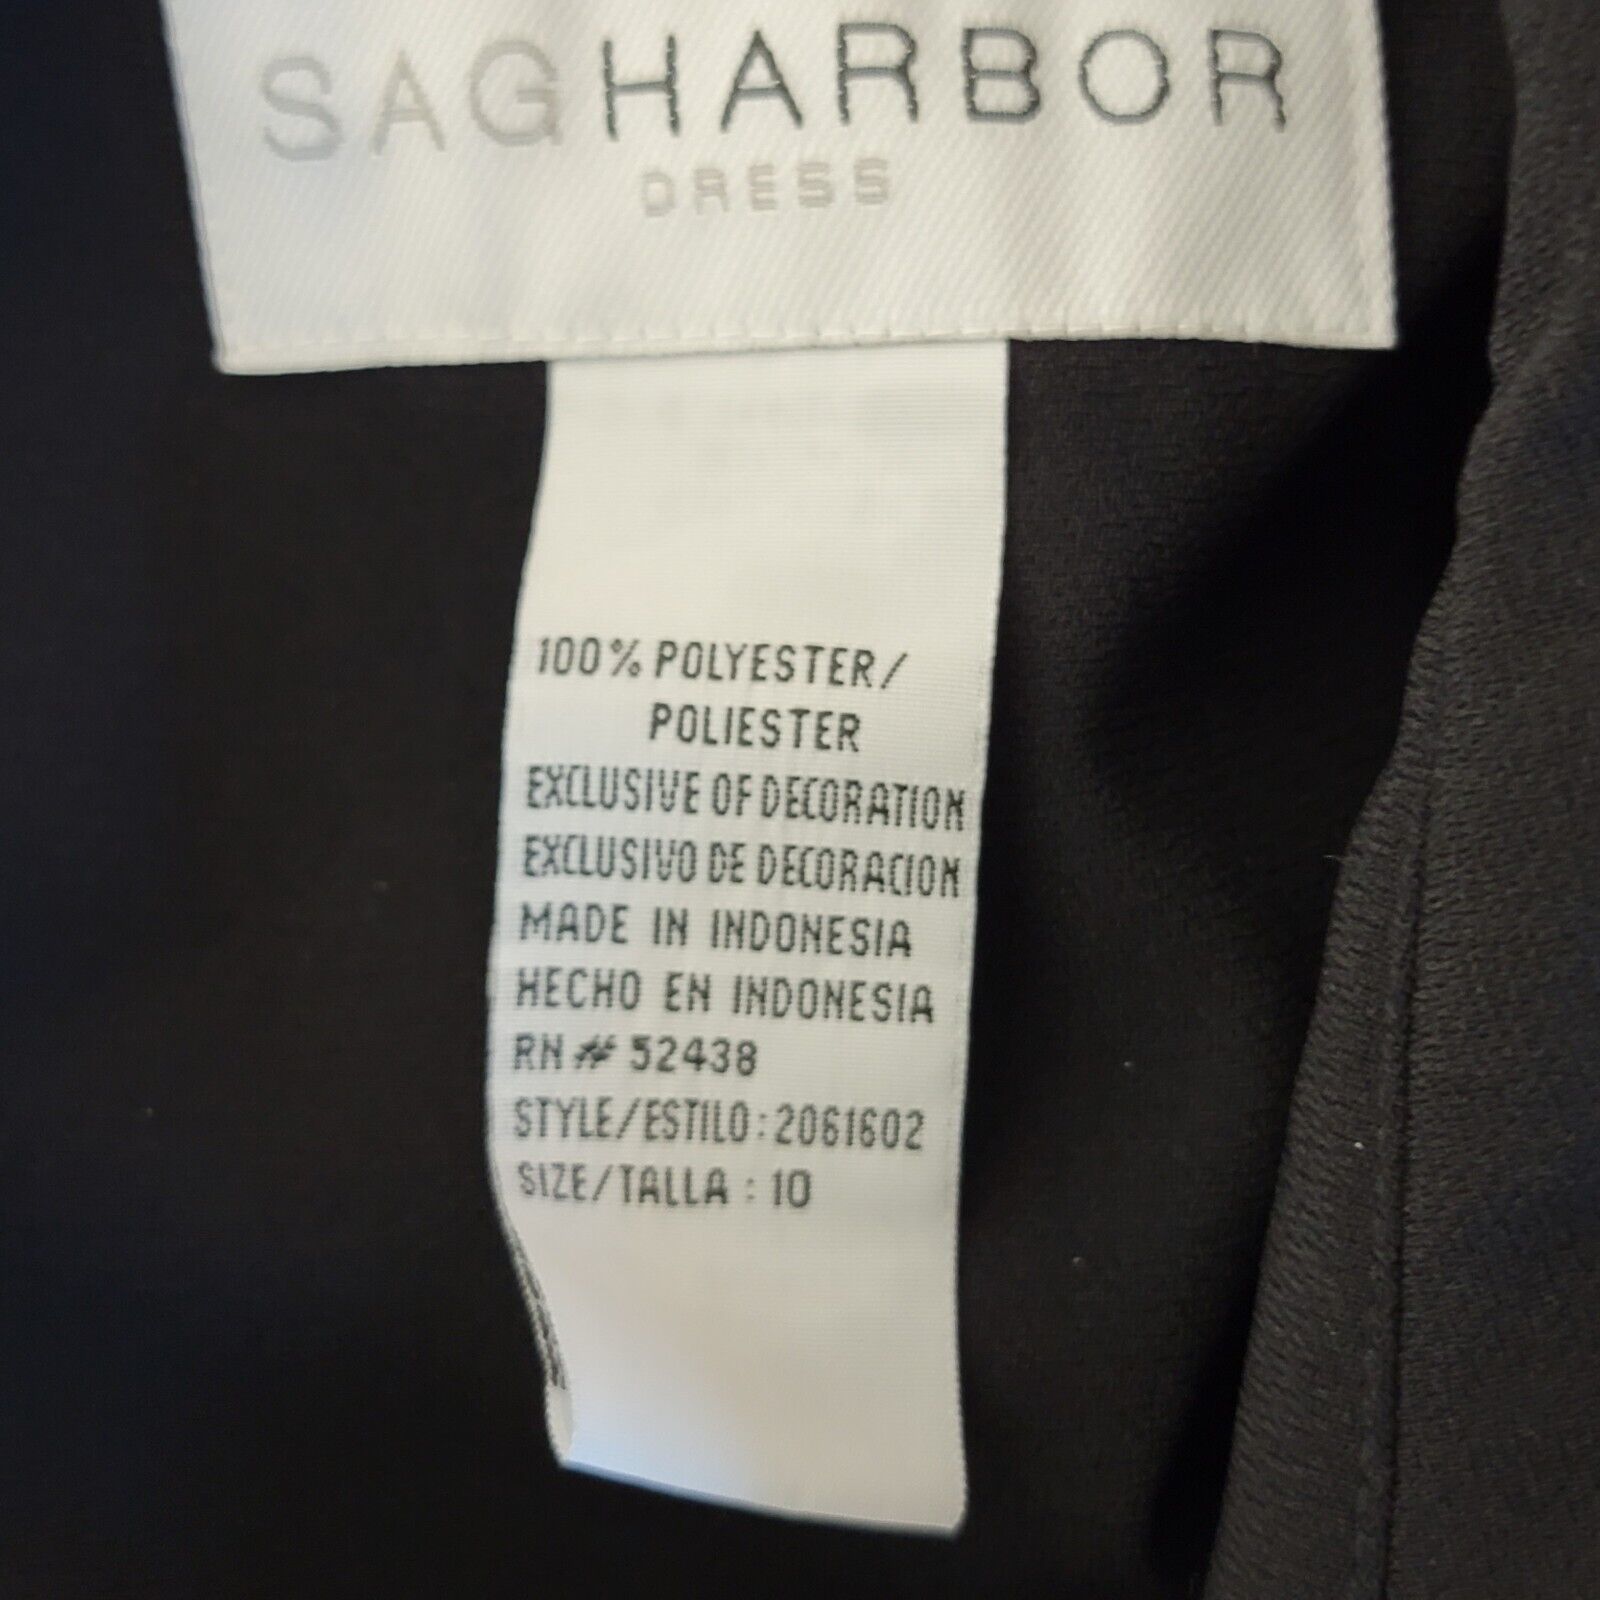 SAGHARBOR
DRESS
100% POLYESTER/
POLIESTER
EXCLUSIVE OF DECORATION
EXCLUSIVO DE DECORACION
MADE IN INDONESIA
HECHO EN INDONESIA
RN # 52438
STYLE/ESTILO : 2061602
SIZE/TALLA : 10